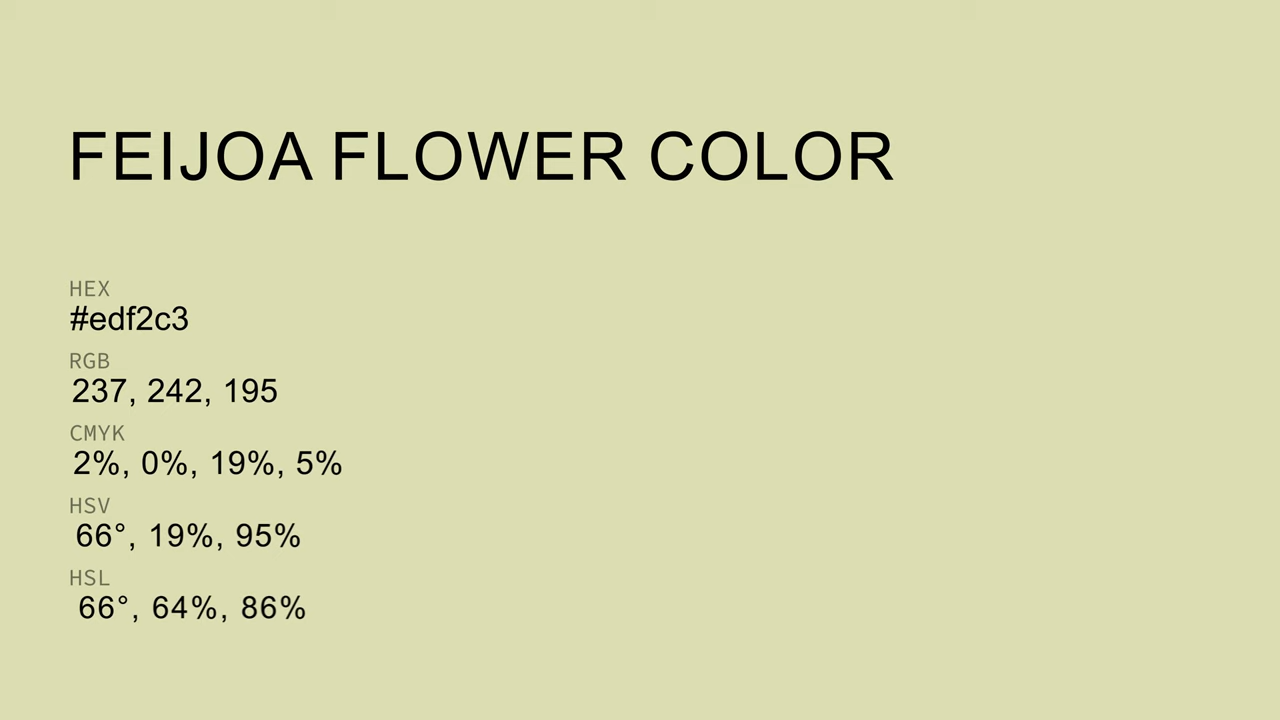 FEIJOA FLOWER COLOR
HEX
#edf2c3
RGB
237, 242, 195
CMYK
2%, 0%, 19%, 5%
HSV
66°, 19%, 95%
HSL
66°, 64%, 86%